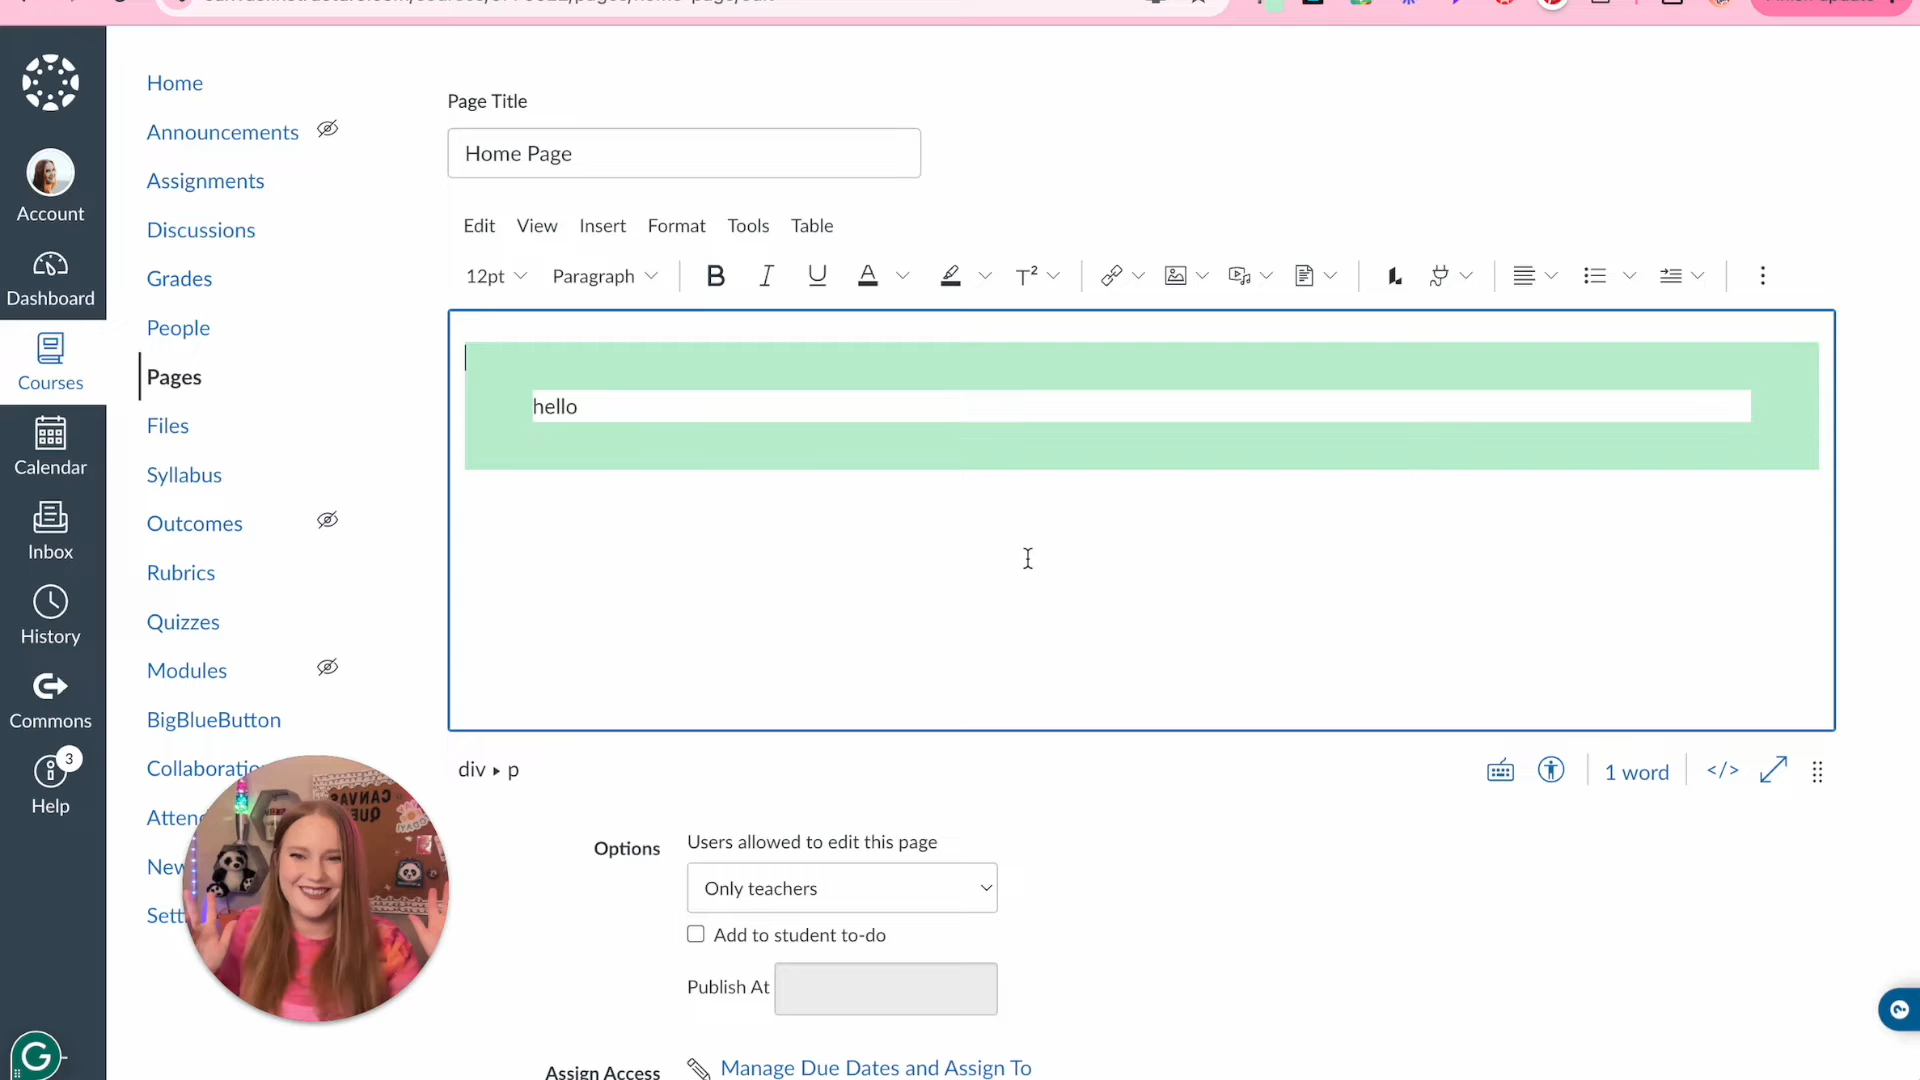 Home
Announcements
Assignments
Discussions
Grades
People
Pages
Files
Syllabus
Outcomes
Rubrics
Quizzes
Modules
BigBlueButton
Account
Dashboard
Courses
Calendar
Inbox
History
Commons
3
Help
Page Title
Home Page
Edit View Insert Format Tools Table
12pt Paragraph
hello
div ▸ p
1 word </>
Options
Users allowed to edit this page
Only teachers
Add to student to-do
Publish At
Assign Access
Manage Due Dates and Assign To